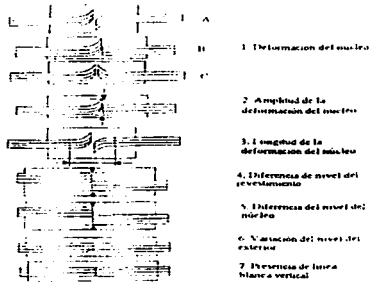 A
B
C
1. Deformación del núcleo
2. Amplitud de la
deformación del núcleo
3. Longitud de la
deformación del núcleo
4. Diferencia de nivel del
revestimiento
5. Diferencia del nivel del
núcleo
6. Variación del nivel del
exterior
7. Presencia de línea
blanca vertical